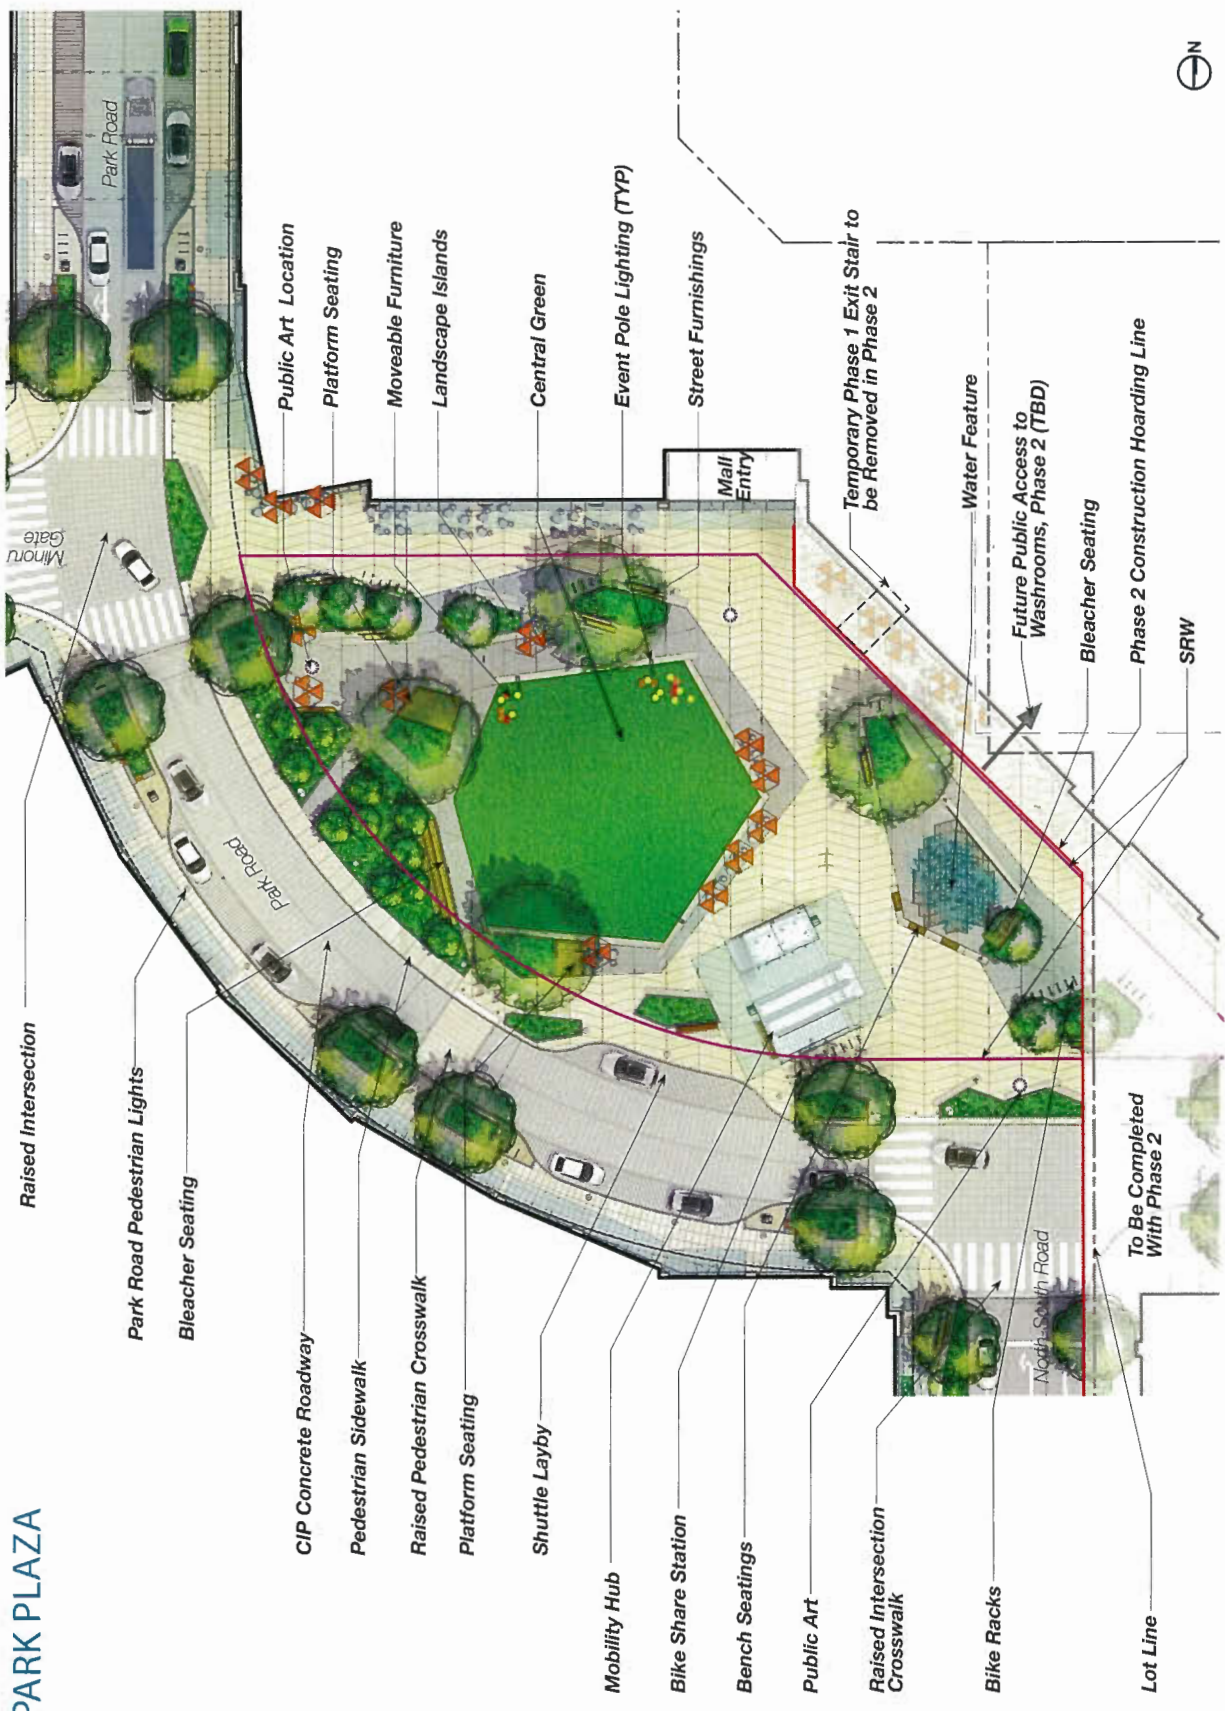 PARK PLAZA
Raised Intersection
Park Road Pedestrian Lights
Bleacher Seating
CIP Concrete Roadway
Pedestrian Sidewalk
Raised Pedestrian Crosswalk
Platform Seating
Shuttle Layby
Mobility Hub
Bike Share Station
Bench Seatings
Public Art
Raised Intersection
Crosswalk
Bike Racks
Lot Line
Minoru
Gate
Park Road
Park Road
North-South Road
To Be Completed
With Phase 2
Mall
Entry
Public Art Location
Platform Seating
Moveable Furniture
Landscape Islands
Central Green
Event Pole Lighting (TYP)
Street Furnishings
Temporary Phase 1 Exit Stair to
be Removed in Phase 2
Water Feature
Future Public Access to
Washrooms, Phase 2 (TBD)
Bleacher Seating
Phase 2 Construction Hoarding Line
SRW
N